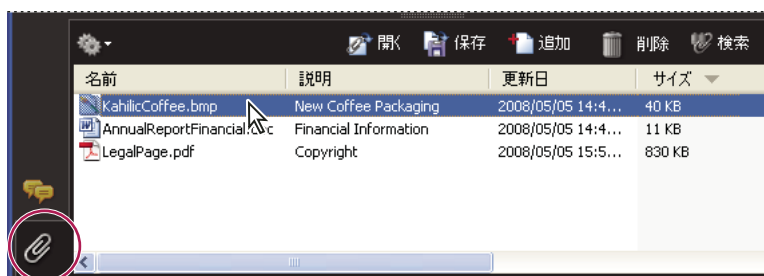 開く 保存 追加 削除 検索
名前 説明 更新日 サイズ
KahilicCoffee.bmp New Coffee Packaging 2008/05/05 14:4... 40 KB
Financial Information 2008/05/05 14:4... 11 KB
LegalPage.pdf Copyright 2008/05/05 15:5... 830 KB